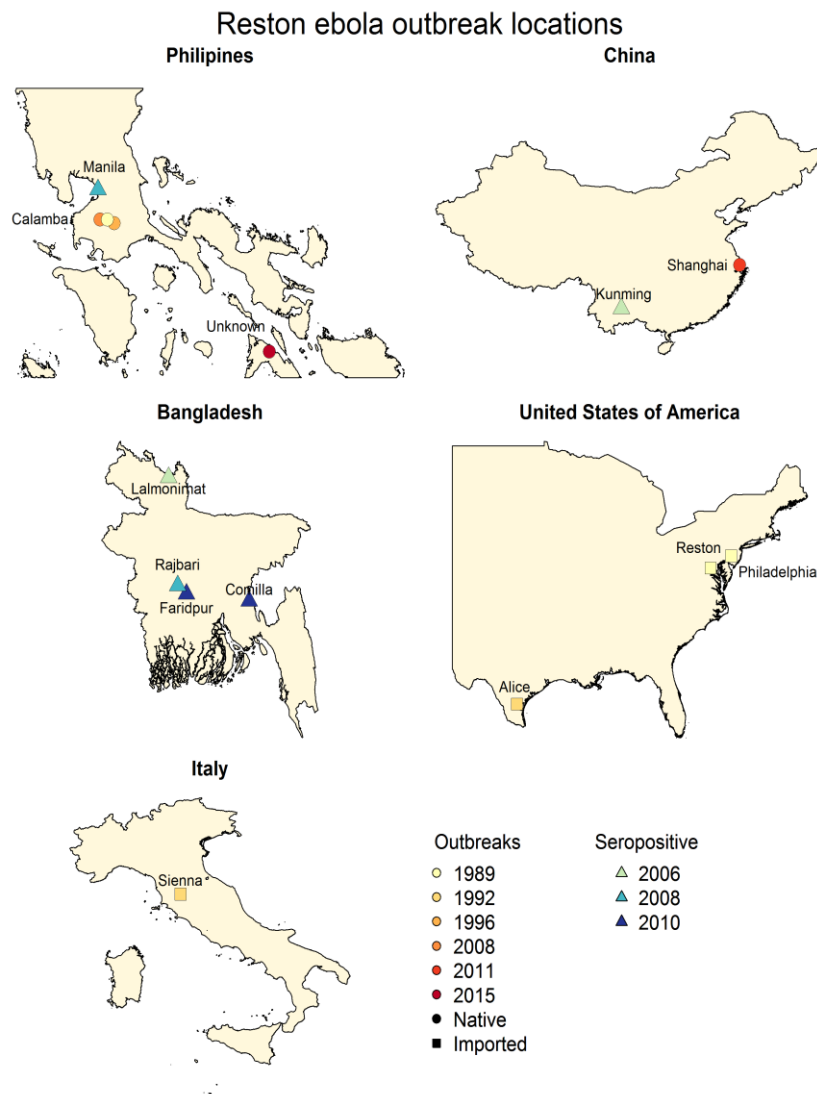 Reston ebola outbreak locations
Philipines
China
Manila
Calamba
Unknown
Shanghai
Kunming
Bangladesh
United States of America
Lalmonimat
Rajbari
Faridpur
Comilla
Reston
Philadelphia
Alice
Italy
Sienna
Outbreaks
1989
1992
1996
2008
2011
2015
Native
Imported
Seropositive
2006
2008
2010